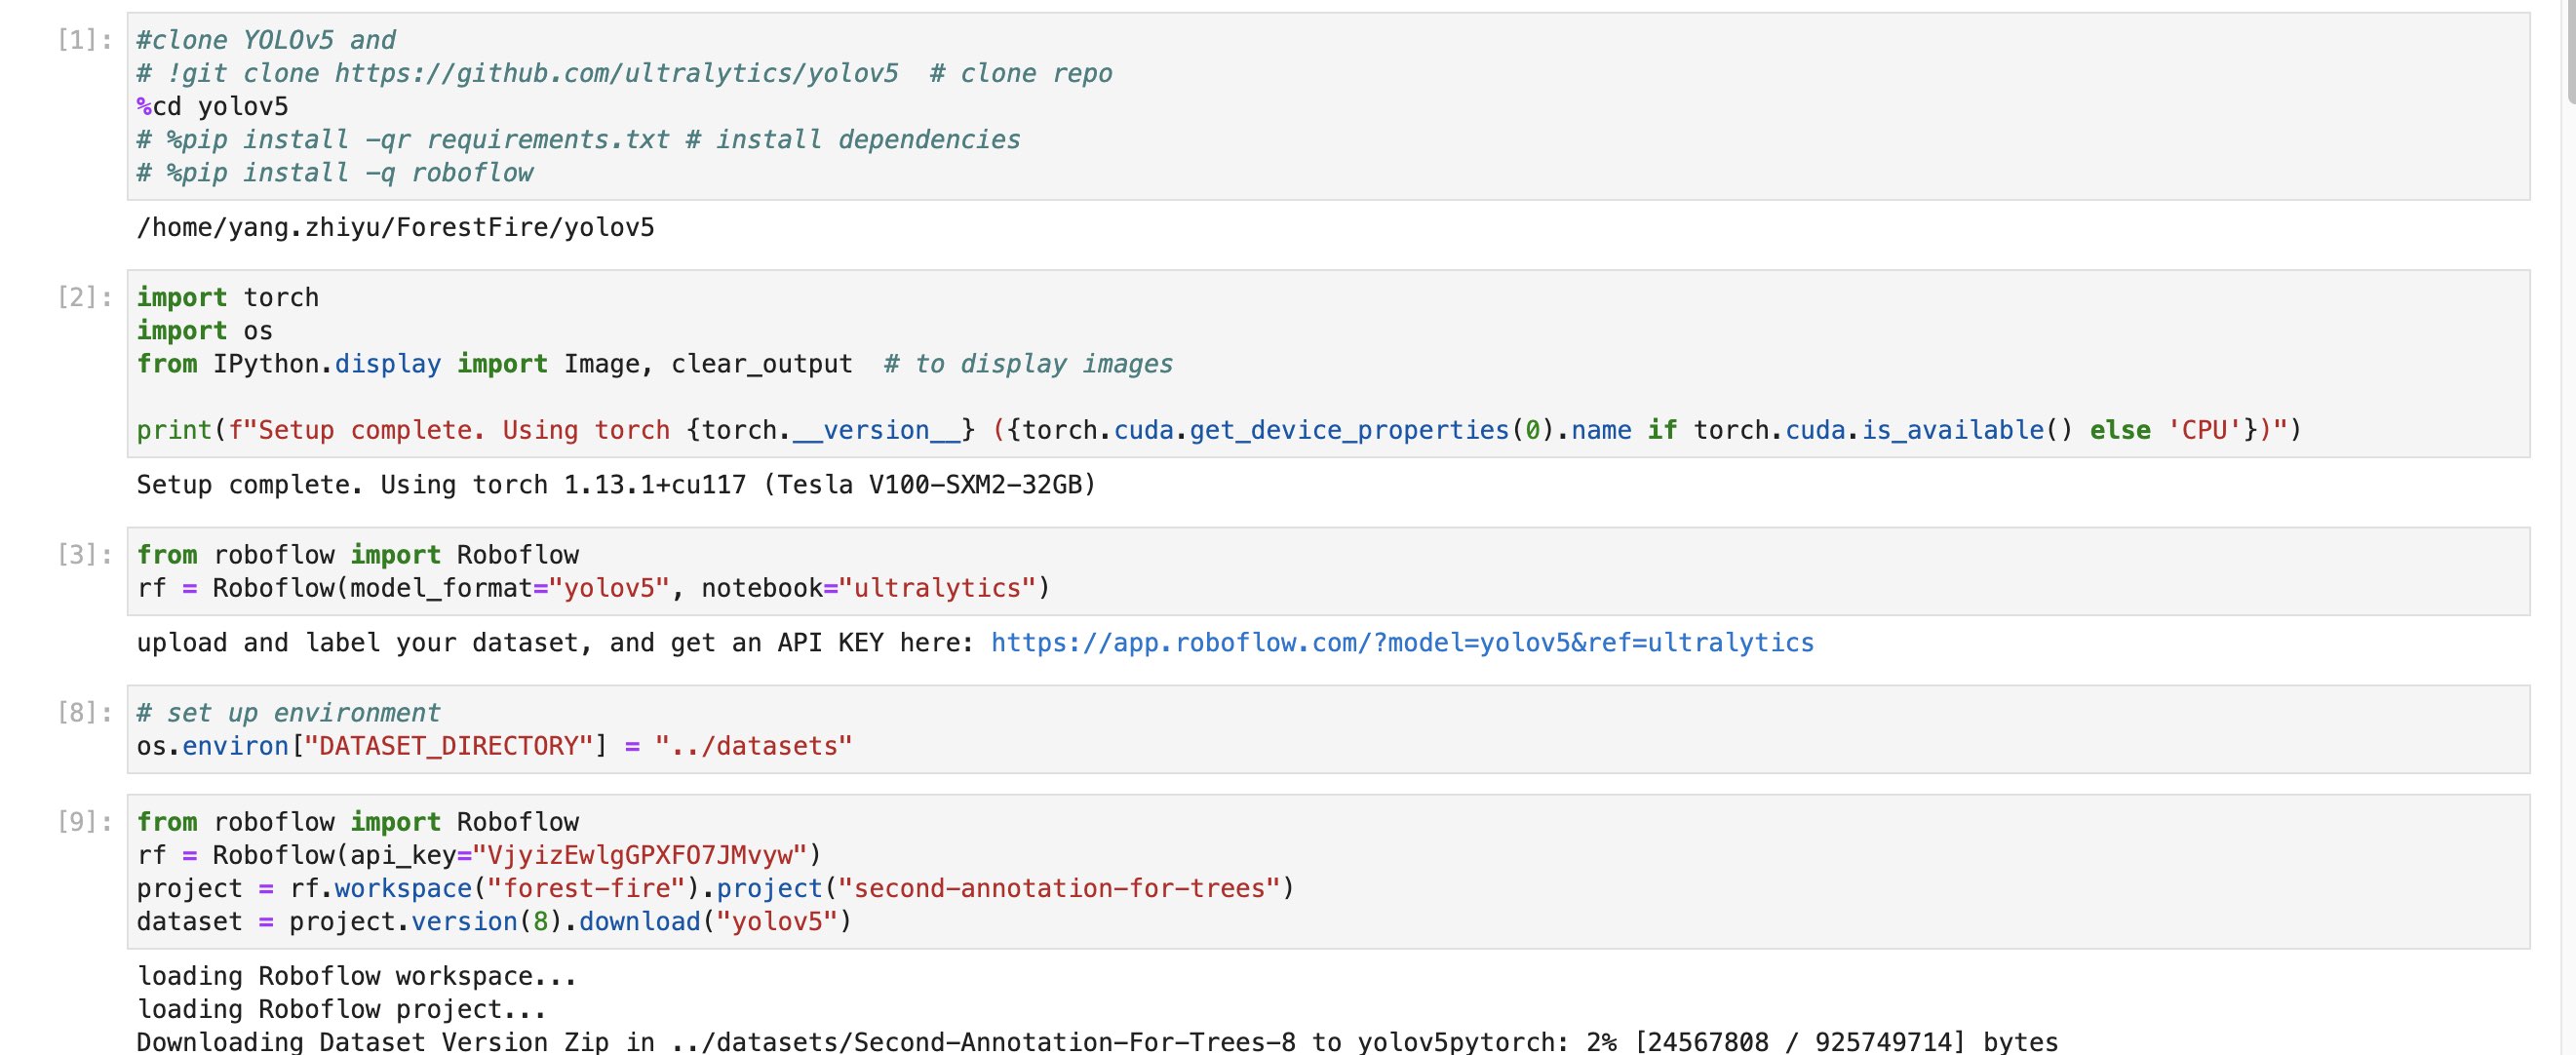 [1]: #clone YOLOv5 and
# !git clone https://github.com/ultralytics/yolov5  # clone repo
%cd yolov5
# %pip install -qr requirements.txt # install dependencies
# %pip install -q roboflow
/home/yang.zhiyu/ForestFire/yolov5
[2]: import torch
import os
from IPython.display import Image, clear_output  # to display images
print(f"Setup complete. Using torch {torch.__version__} ({torch.cuda.get_device_properties(0).name if torch.cuda.is_available() else 'CPU'})")
Setup complete. Using torch 1.13.1+cu117 (Tesla V100-SXM2-32GB)
[3]: from roboflow import Roboflow
rf = Roboflow(model_format="yolov5", notebook="ultralytics")
upload and label your dataset, and get an API KEY here: https://app.roboflow.com/?model=yolov5&ref=ultralytics
[8]: # set up environment
os.environ["DATASET_DIRECTORY"] = "../datasets"
[9]: from roboflow import Roboflow
rf = Roboflow(api_key="VjyizEwlgGPXFO7JMvyw")
project = rf.workspace("forest-fire").project("second-annotation-for-trees")
dataset = project.version(8).download("yolov5")
loading Roboflow workspace...
loading Roboflow project...
Downloading Dataset Version Zip in ../datasets/Second-Annotation-For-Trees-8 to yolov5pytorch: 2% [24567808 / 925749714] bytes